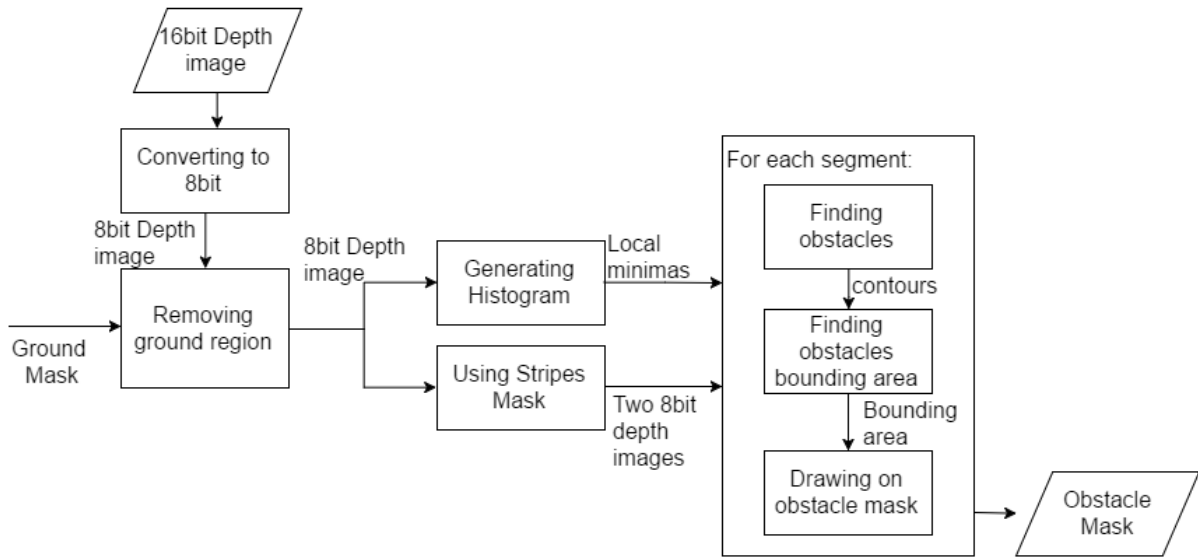 16bit Depth
image
Converting to
8bit
8bit Depth
image
Ground
Mask
Removing
ground region
8bit Depth
image
Generating
Histogram
Local
minimas
Using Stripes
Mask
Two 8bit
depth
images
For each segment:
Finding
obstacles
contours
Finding
obstacles
bounding area
Bounding
area
Drawing on
obstacle mask
Obstacle
Mask